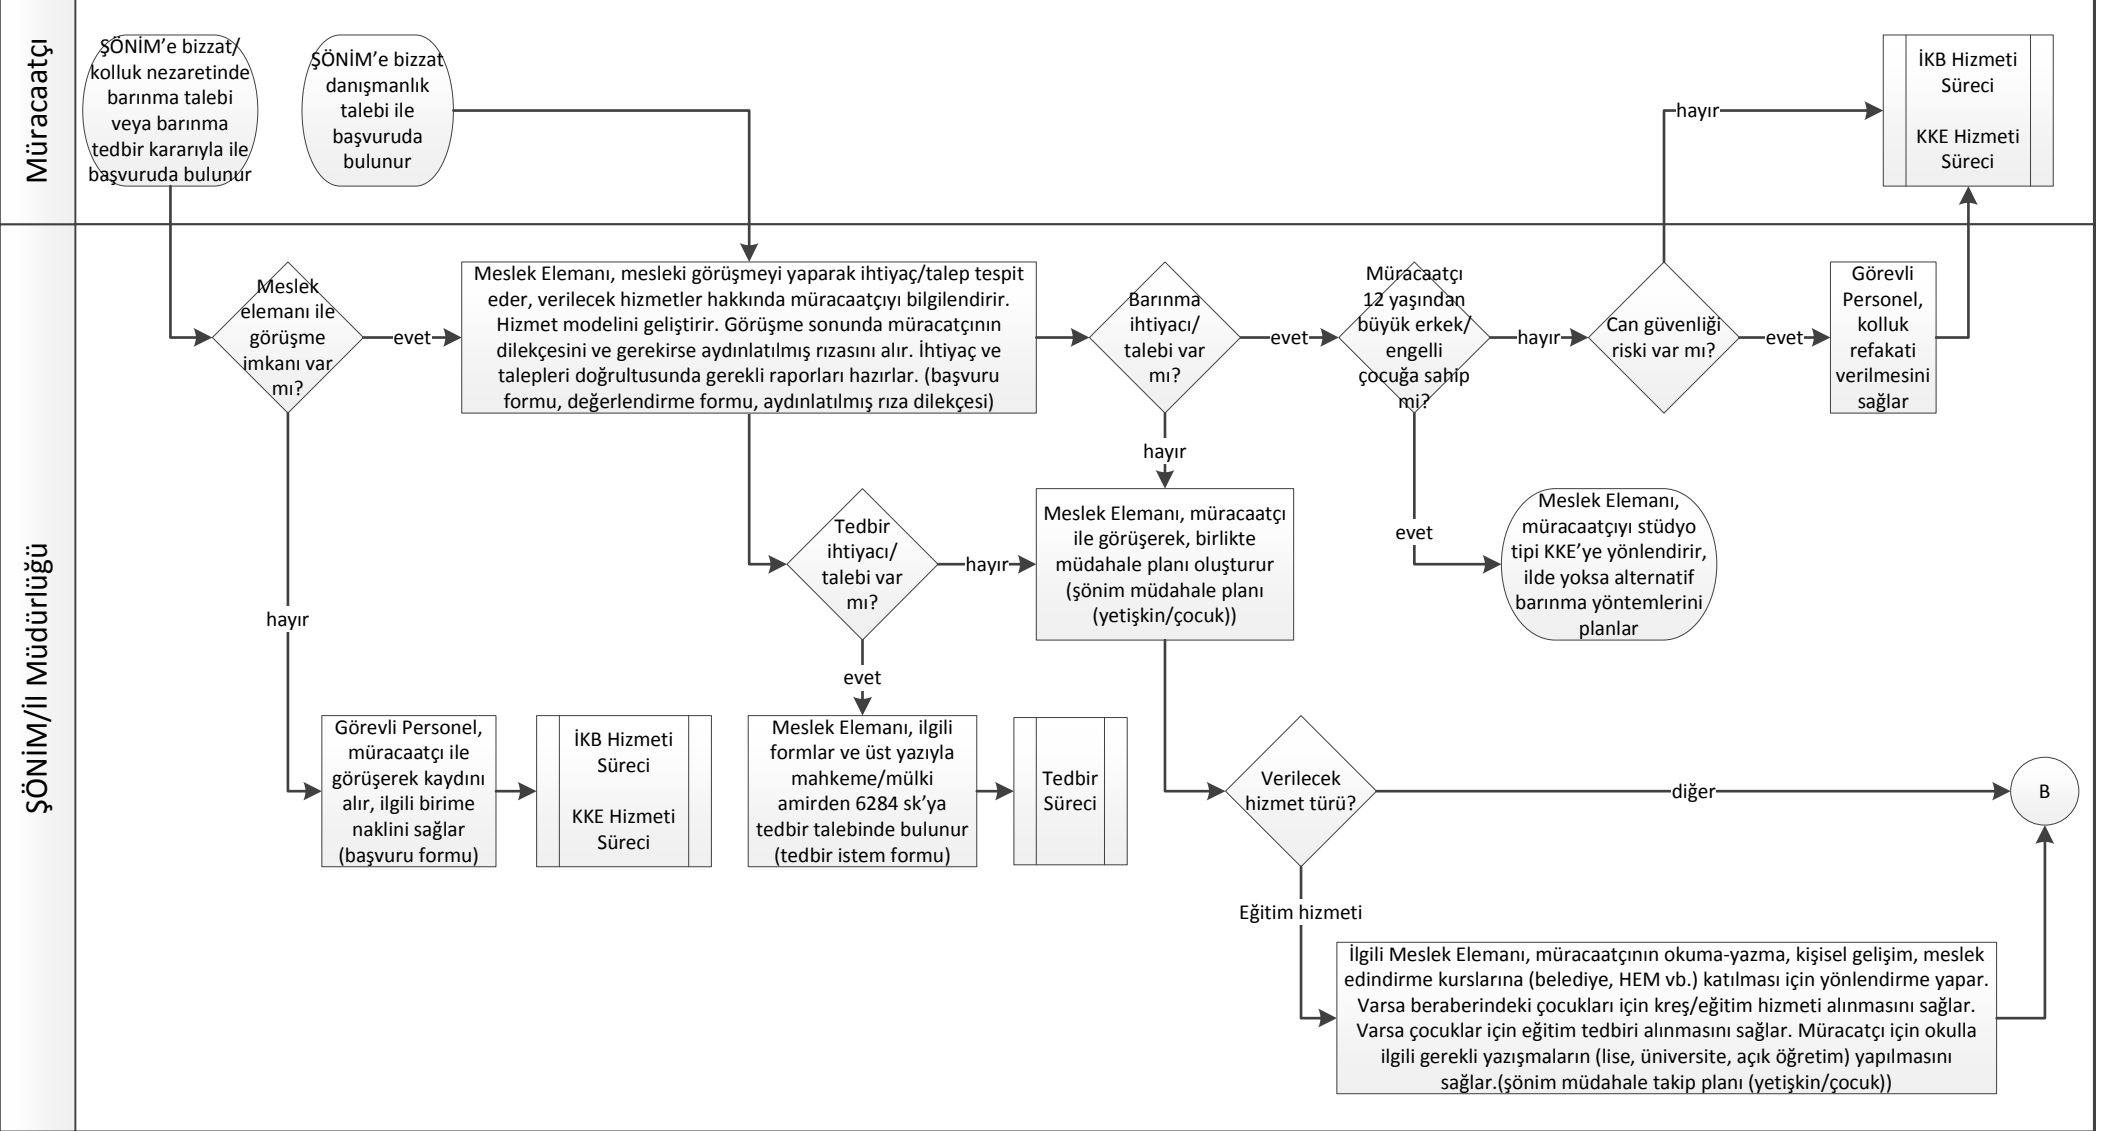 Müracaatçı
ŞÖNİM’e bizzat/
kolluk nezaretinde
barınma talebi
veya barınma
tedbir kararıyla ile
başvuruda bulunur
ŞÖNİM’e bizzat
danışmanlık
talebi ile
başvuruda
bulunur
hayır
İKB Hizmeti
Süreci
KKE Hizmeti
Süreci
ŞÖNİM/İl Müdürlüğü
Meslek
elemanı ile
görüşme
imkanı var
mı?
evet
Meslek Elemanı, mesleki görüşmeyi yaparak ihtiyaç/talep tespit
eder, verilecek hizmetler hakkında müracaatçıyı bilgilendirir.
Hizmet modelini geliştirir. Görüşme sonunda müracatçının
dilekçesini ve gerekirse aydınlatılmış rızasını alır. İhtiyaç ve
talepleri doğrultusunda gerekli raporları hazırlar. (başvuru
formu, değerlendirme formu, aydınlatılmış rıza dilekçesi)
Barınma
ihtiyacı/
talebi var
mı?
evet
Müracaatçı
12 yaşından
büyük erkek/
engelli
çocuğa sahip
mi?
hayır
Can güvenliği
riski var mı?
evet
Görevli
Personel,
kolluk
refakati
verilmesini
sağlar
hayır
hayır
Tedbir
ihtiyacı/
talebi var
mı?
hayır
Meslek Elemanı, müracaatçı
ile görüşerek, birlikte
müdahale planı oluşturur
(şönim müdahale planı
(yetişkin/çocuk))
evet
Meslek Elemanı,
müracaatçıyı stüdyo
tipi KKE’ye yönlendirir,
ilde yoksa alternatif
barınma yöntemlerini
planlar
evet
Görevli Personel,
müracaatçı ile
görüşerek kaydını
alır, ilgili birime
naklini sağlar
(başvuru formu)
İKB Hizmeti
Süreci
KKE Hizmeti
Süreci
Meslek Elemanı, ilgili
formlar ve üst yazıyla
mahkeme/mülki
amirden 6284 sk’ya
tedbir talebinde bulunur
(tedbir istem formu)
Tedbir
Süreci
Verilecek
hizmet türü?
diğer
B
Eğitim hizmeti
İlgili Meslek Elemanı, müracaatçının okuma-yazma, kişisel gelişim, meslek
edindirme kurslarına (belediye, HEM vb.) katılması için yönlendirme yapar.
Varsa beraberindeki çocukları için kreş/eğitim hizmeti alınmasını sağlar.
Varsa çocuklar için eğitim tedbiri alınmasını sağlar. Müracatçı için okulla
ilgili gerekli yazışmaların (lise, üniversite, açık öğretim) yapılmasını
sağlar.(şönim müdahale takip planı (yetişkin/çocuk))